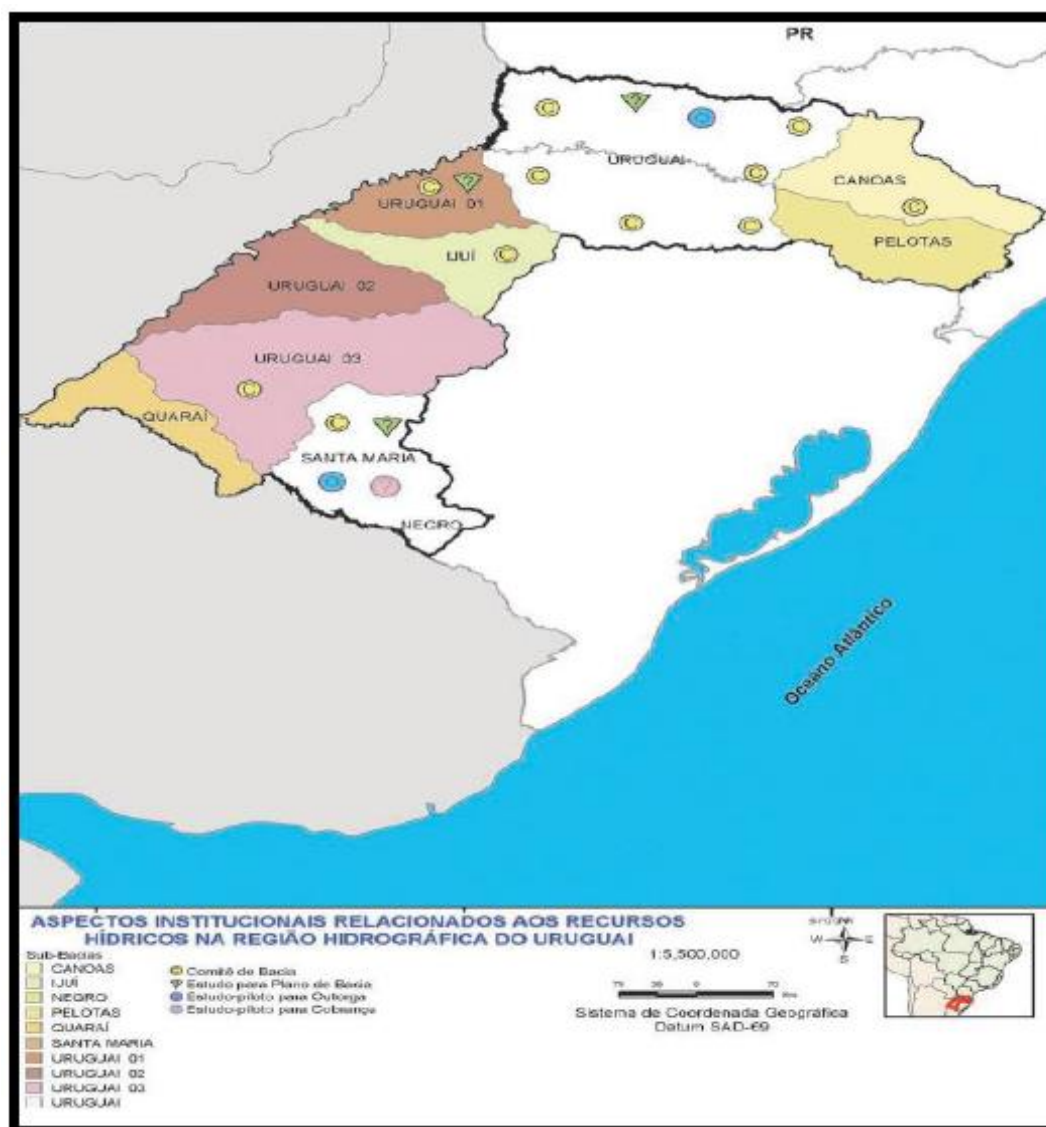 PR
URUGUAI
CANOAS
URUGUAI 01
PELOTAS
IJUÍ
URUGUAI 02
URUGUAI 03
QUARAÍ
SANTA MARIA
NEGRO
Oceano Atlântico
ASPECTOS INSTITUCIONAIS RELACIONADOS AOS RECURSOS
HÍDRICOS NA REGIÃO HIDROGRÁFICA DO URUGUAI
Sub-Bacias
CANOAS
IJUÍ
NEGRO
PELOTAS
QUARAÍ
SANTA MARIA
URUGUAI 01
URUGUAI 02
URUGUAI 03
URUGUAI
Comitê de Bacia
Estudo para Plano de Bacia
Estudo-piloto para Outorga
Estudo-piloto para Cobrança
1:5,500,000
W E
S
0 70
Sistema de Coordenada Geográfica
Datum SAD-69